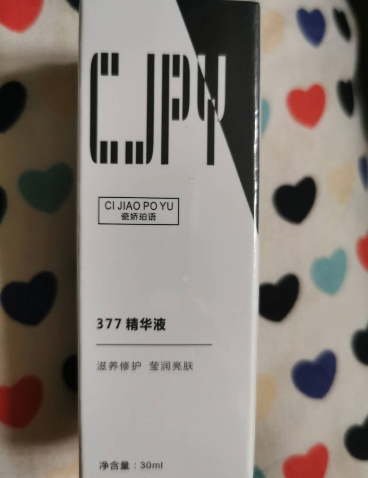 CJPY
CI JIAO PO YU
瓷娇珀语
377 精华液
滋养修护 莹润亮肤
净含量：30ml